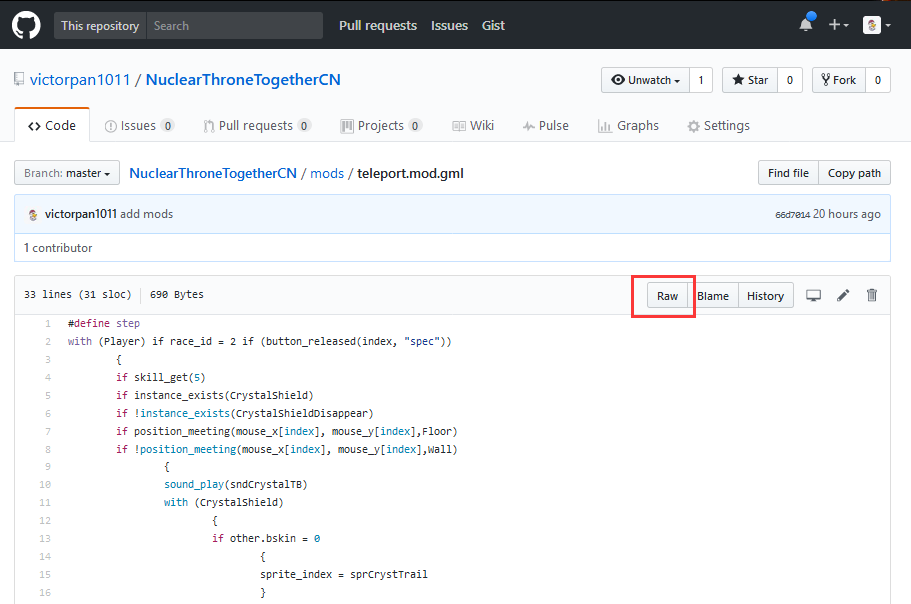 This repository Search Pull requests Issues Gist
victorpan1011 / NuclearThroneTogetherCN Unwatch 1 Star 0 Fork 0
Code Issues 0 Pull requests 0 Projects 0 Wiki Pulse Graphs Settings
Branch: master NuclearThroneTogetherCN / mods / teleport.mod.gml Find file Copy path
victorpan1011 add mods 66d7014 20 hours ago
1 contributor
33 lines (31 sloc) 690 Bytes Raw Blame History
1 #define step
2 with (Player) if race_id = 2 if (button_released(index, "spec"))
3 {
4 if skill_get(5)
5 if instance_exists(CrystalShield)
6 if !instance_exists(CrystalShieldDisappear)
7 if position_meeting(mouse_x[index], mouse_y[index],Floor)
8 if !position_meeting(mouse_x[index], mouse_y[index],Wall)
9 {
10 sound_play(sndCrystalTB)
11 with (CrystalShield)
12 {
13 if other.bskin = 0
14 {
15 sprite_index = sprCrystTrail
16 }